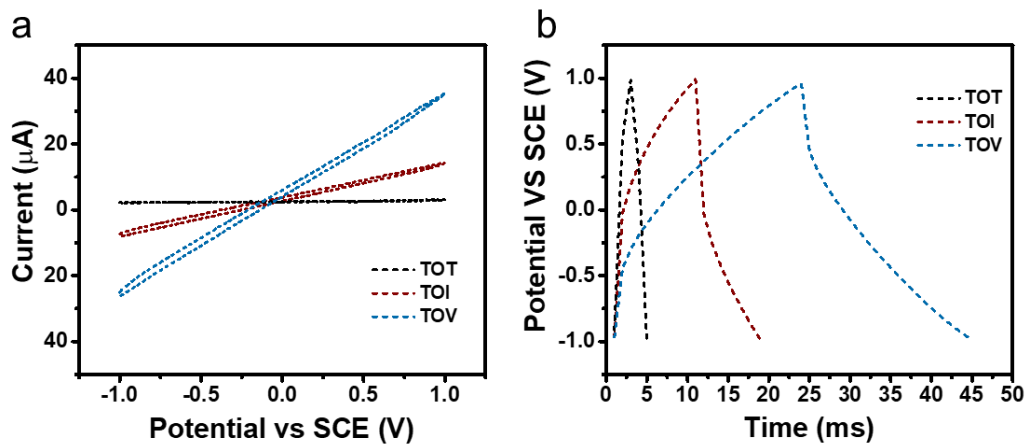 a
Current (μA)
40
20
0
20
40
-1.0
-0.5
0.0
0.5
1.0
Potential vs SCE (V)
TOT
TOI
TOV
b
Potential VS SCE (V)
1.0
0.5
0.0
-0.5
-1.0
0
5
10
15
20
25
30
35
40
45
50
Time (ms)
TOT
TOI
TOV